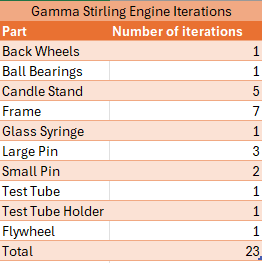 Gamma Stirling Engine Iterations
Part Number of iterations
Back Wheels 1
Ball Bearings 1
Candle Stand 5
Frame 7
Glass Syringe 1
Large Pin 3
Small Pin 2
Test Tube 1
Test Tube Holder 1
Flywheel 1
Total 23